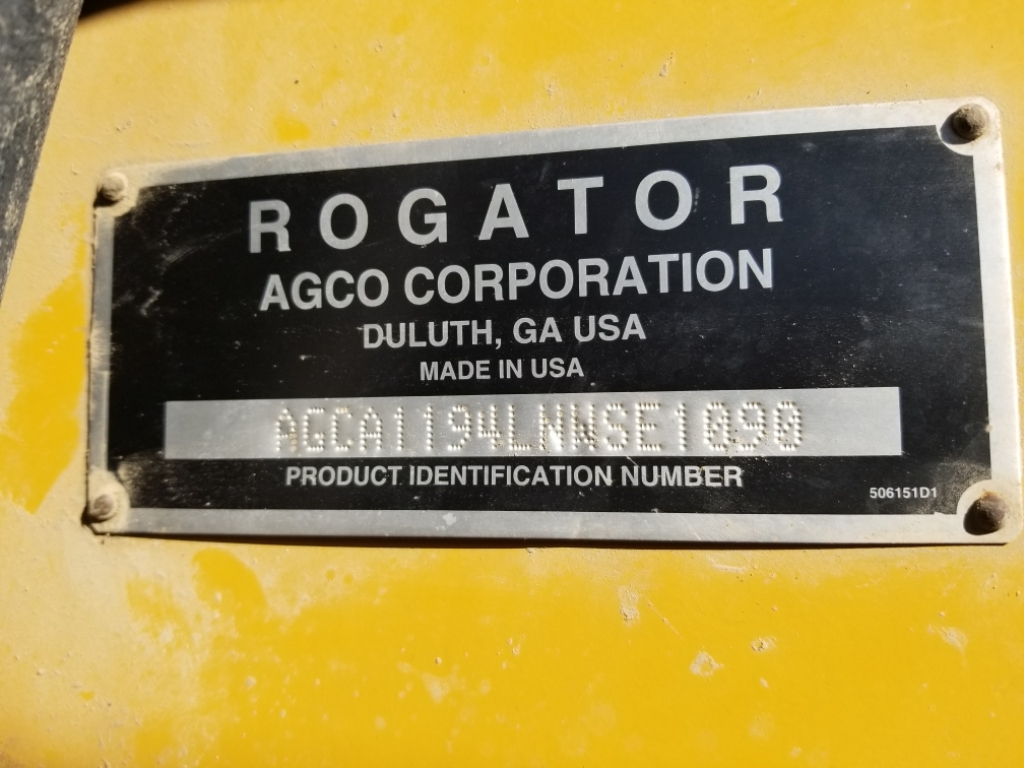 ROGATOR
AGCO CORPORATION
DULUTH, GA USA
MADE IN USA
AGCA1194LNWSE1090
PRODUCT IDENTIFICATION NUMBER
506151D1